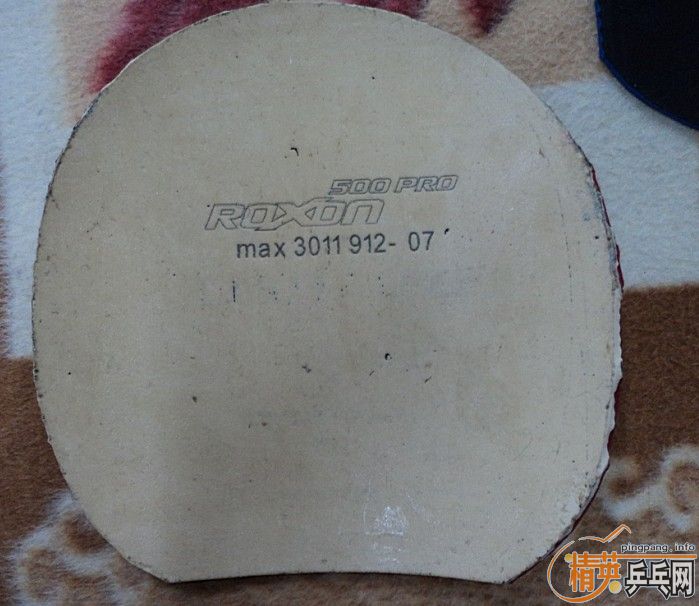 500 PRO
ROXON
max 3011 912- 07
pingpang.info
精英乒乓网